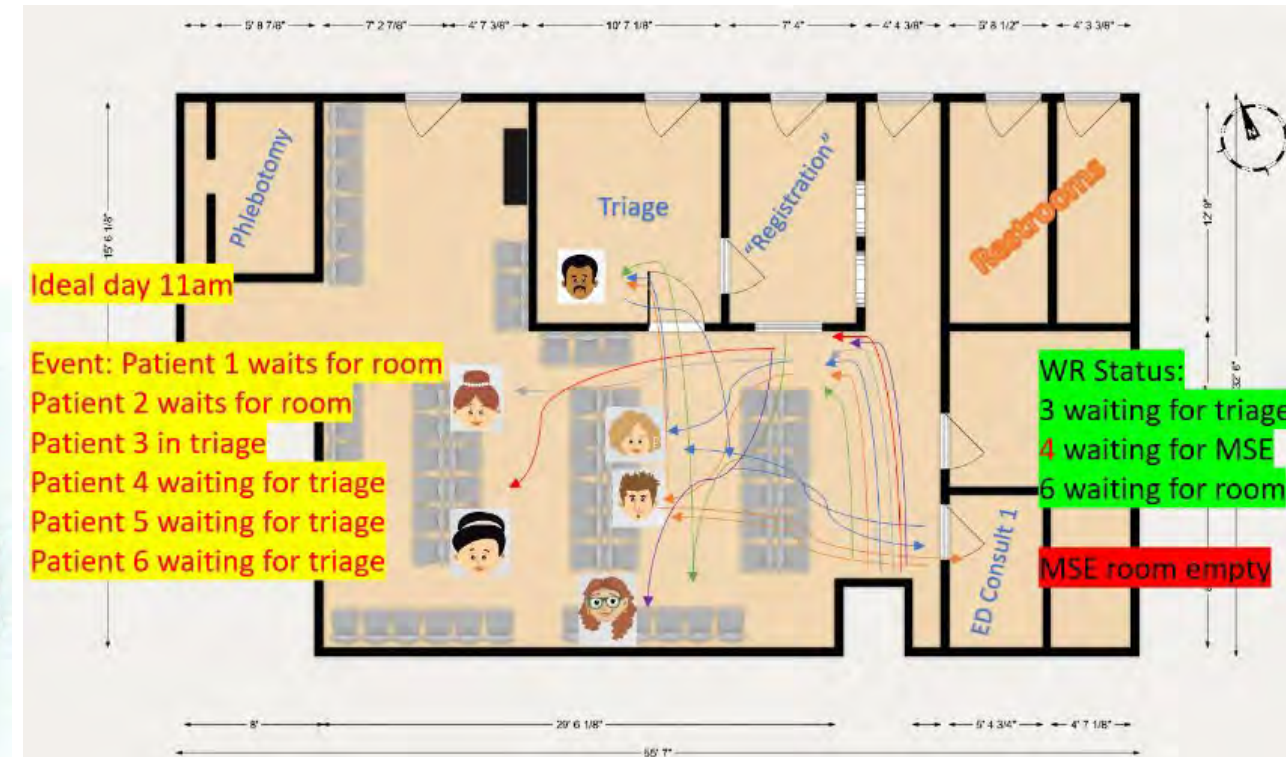 5' 8 7/8"
7' 2 7/8"
4' 7 3/8"
10' 7 1/8"
7' 4"
4' 4 3/8"
5' 8 1/2"
4' 3 3/8"
15' 6 1/8"
Phlebotomy
Triage
"Registration"
Restrooms
12' 9"
N
Ideal day 11am
Event: Patient 1 waits for room
Patient 2 waits for room
Patient 3 in triage
Patient 4 waiting for triage
Patient 5 waiting for triage
Patient 6 waiting for triage
WR Status:
3 waiting for triage
4 waiting for MSE
6 waiting for room
MSE room empty
32' 6"
ED Consult 1
8'
29' 6 1/8"
4' 7 1/8"
55' 7"